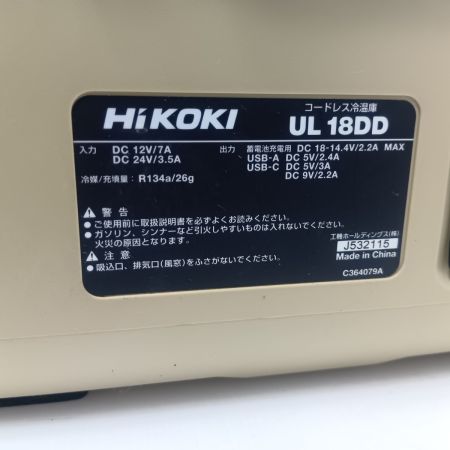 HiKOKI
コードレス冷温庫
UL 18DD
入力 DC 12V/7A
DC 24V/3.5A
出力 蓄電池充電用 DC 18-14.4V/2.2A MAX
USB-A DC 5V/2.4A
USB-C DC 5V/3A
DC 9V/2.2A
冷媒/充填量: R134a/26g
⚠ 警告
●ご使用前に取扱説明書を必ずよくお読みください。
●ガソリン、シンナーなど引火しやすいものは入れないでください。
火災の原因となります。
⚠ 注意
●吸込口、排気口(風窓)をふさがないでください。
工機ホールディングス(株)
J532115
Made in China
C364079A